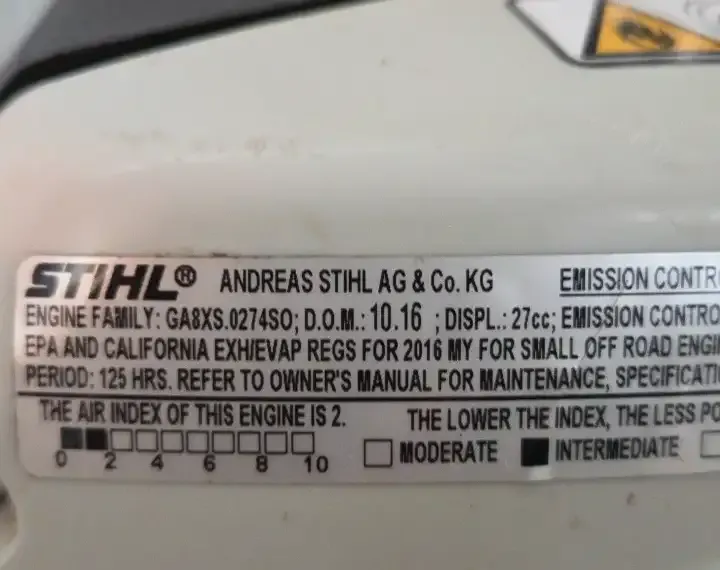 STIHL® ANDREAS STIHL AG & Co. KG EMISSION CONTR
ENGINE FAMILY: GA8XS.0274SO; D.O.M.: 10.16 ; DISPL.: 27cc; EMISSION CONTRO
EPA AND CALIFORNIA EXH/EVAP REGS FOR 2016 MY FOR SMALL OFF ROAD ENGI
PERIOD: 125 HRS. REFER TO OWNER'S MANUAL FOR MAINTENANCE, SPECIFICATI
THE AIR INDEX OF THIS ENGINE IS 2. THE LOWER THE INDEX, THE LESS PO
MODERATE INTERMEDIATE
0 2 4 6 8 10